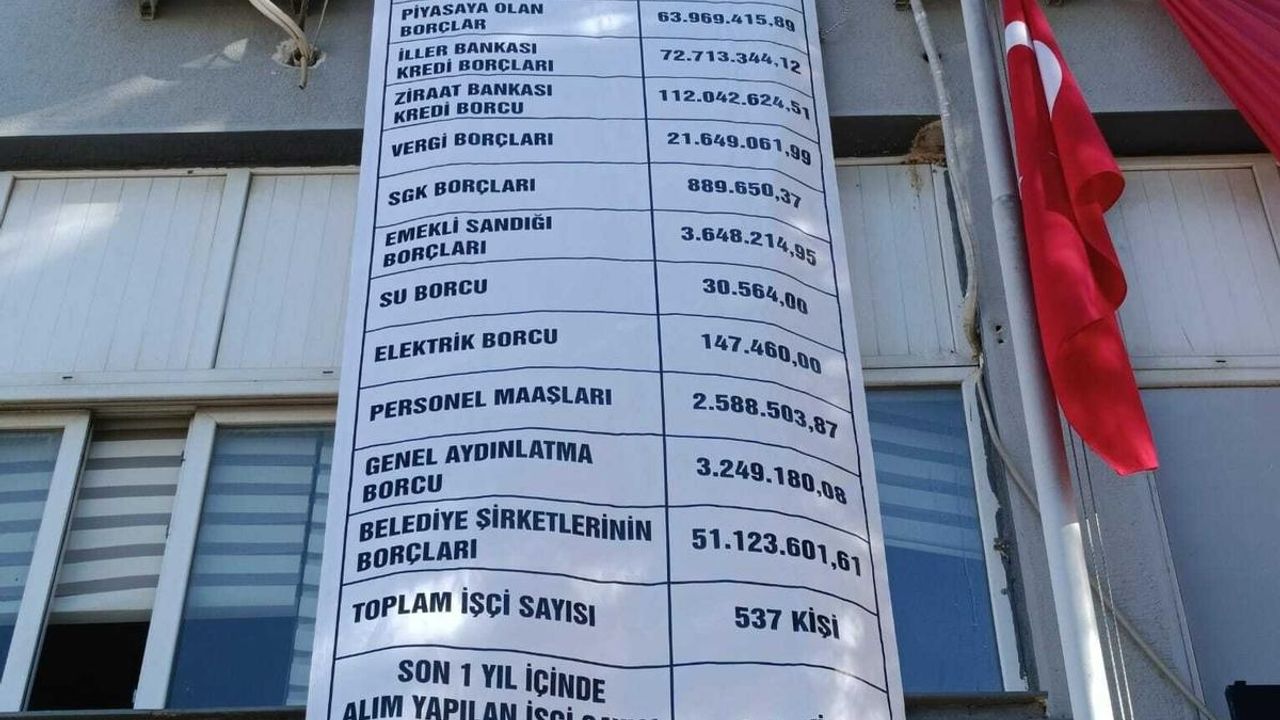 PİYASAYA OLAN
BORÇLAR
63.969.415,89
İLLER BANKASI
KREDİ BORÇLARI
72.713.344,12
ZİRAAT BANKASI
KREDİ BORCU
112.042.624,51
VERGİ BORÇLARI
21.649.061,99
SGK BORÇLARI
889.650,37
EMEKLİ SANDIĞI
BORÇLARI
3.648.214,95
SU BORCU
30.564,00
ELEKTRİK BORCU
147.460,00
PERSONEL MAAŞLARI
2.588.503,87
GENEL AYDINLATMA
BORCU
3.249.180,08
BELEDİYE ŞİRKETLERİNİN
BORÇLARI
51.123.601,61
TOPLAM İŞÇİ SAYISI
537 KİŞİ
SON 1 YIL İÇİNDE
ALIM YAPILAN İŞÇİ